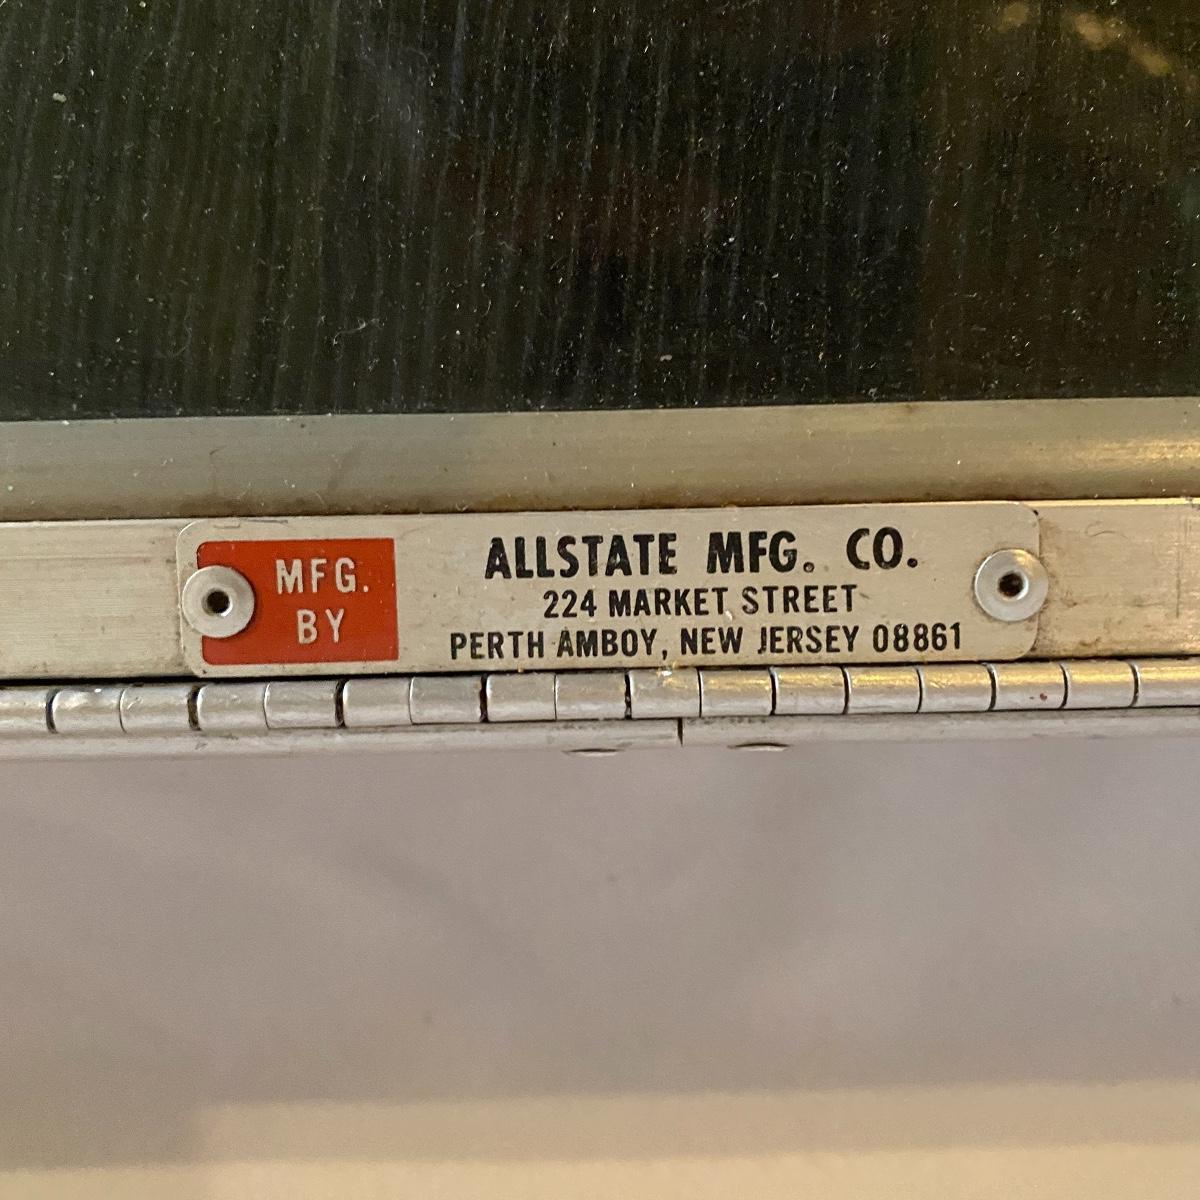 MFG.
BY
ALLSTATE MFG. CO.
224 MARKET STREET
PERTH AMBOY, NEW JERSEY 08861